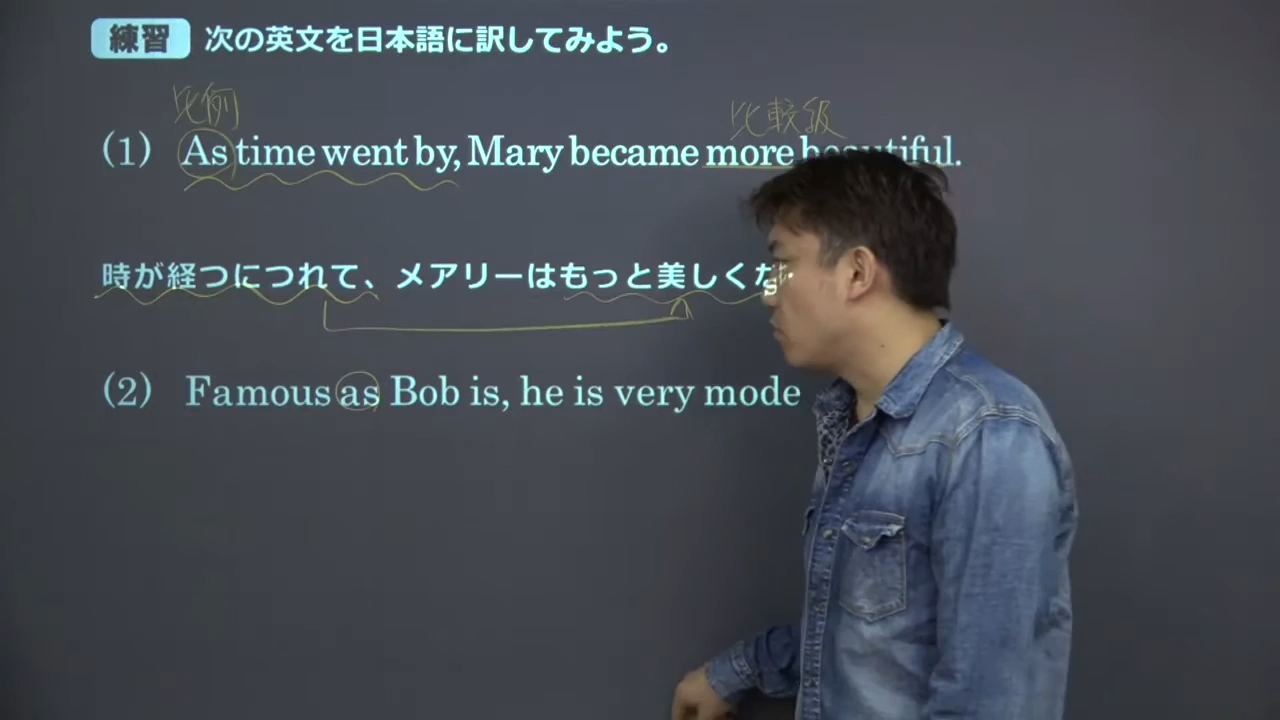 練習 次の英文を日本語に訳してみよう。
比例
比較級
(1) As time went by, Mary became more beautiful.
時が経つにつれて、メアリーはもっと美しくな
(2) Famous as Bob is, he is very mode